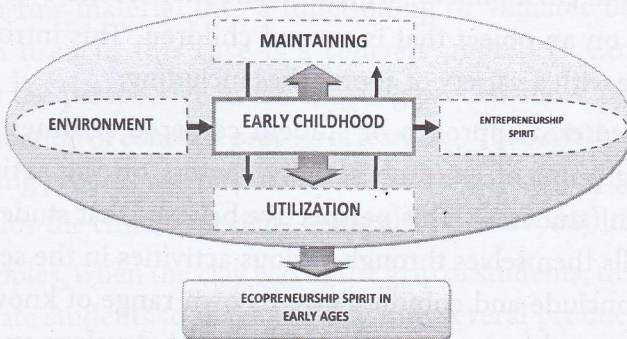 MAINTAINING
ENVIRONMENT
EARLY CHILDHOOD
ENTREPRENEURSHIP
SPIRIT
UTILIZATION
ECOPRENEURSHIP SPIRIT IN
EARLY AGES